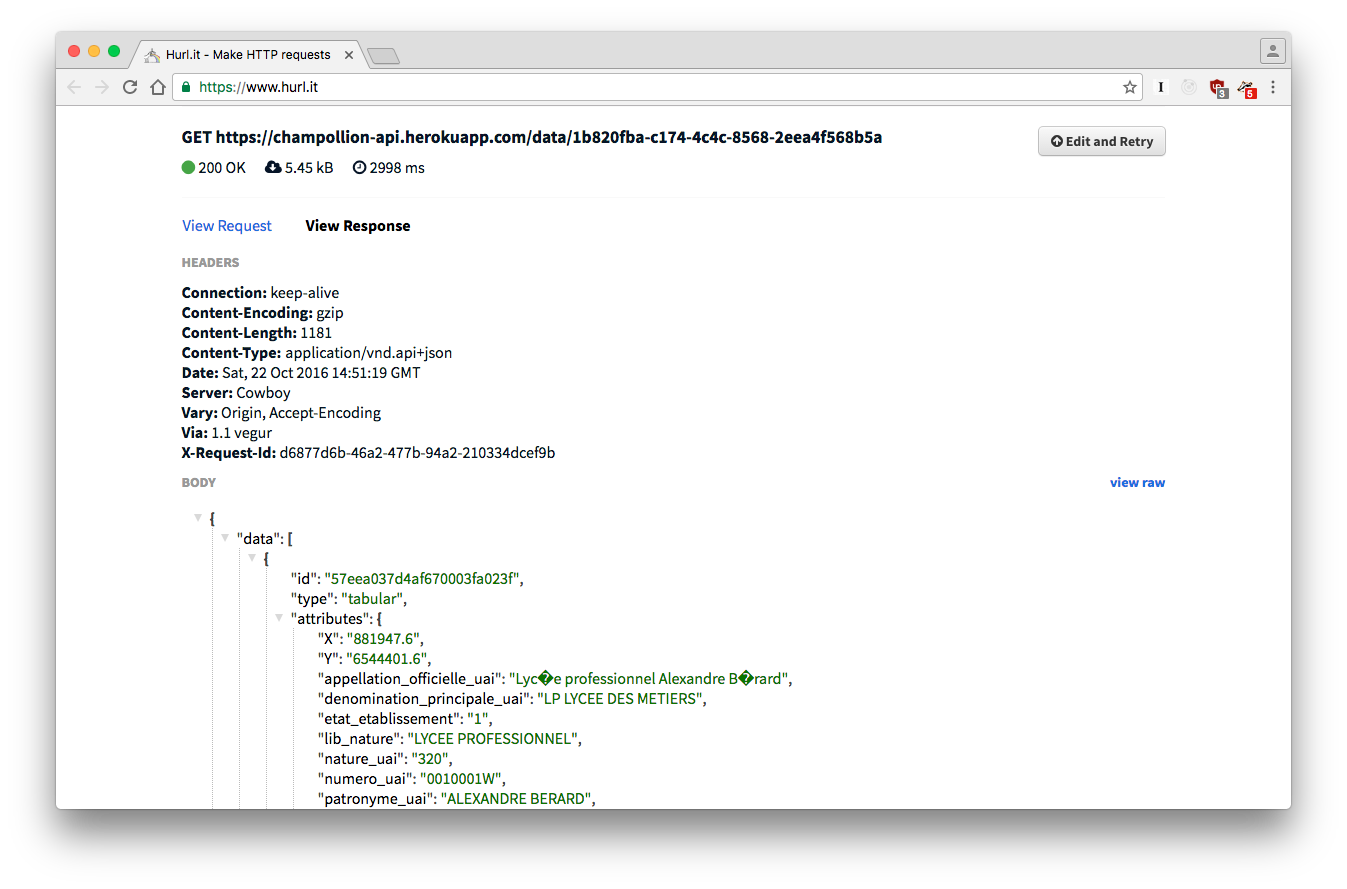 Hurl.it - Make HTTP requests
https://www.hurl.it
I
3
5
GET https://champollion-api.herokuapp.com/data/1b820fba-c174-4c4c-8568-2eea4f568b5a
Edit and Retry
200 OK 5.45 kB 2998 ms
View Request View Response
HEADERS
Connection: keep-alive
Content-Encoding: gzip
Content-Length: 1181
Content-Type: application/vnd.api+json
Date: Sat, 22 Oct 2016 14:51:19 GMT
Server: Cowboy
Vary: Origin, Accept-Encoding
Via: 1.1 vegur
X-Request-Id: d6877d6b-46a2-477b-94a2-210334dcef9b
BODY view raw
{
"data": [
{
"id": "57eea037d4af670003fa023f",
"type": "tabular",
"attributes": {
"X": "881947.6",
"Y": "6544401.6",
"appellation_officielle_uai": "Lyc�e professionnel Alexandre B�rard",
"denomination_principale_uai": "LP LYCEE DES METIERS",
"etat_etablissement": "1",
"lib_nature": "LYCEE PROFESSIONNEL",
"nature_uai": "320",
"numero_uai": "0010001W",
"patronyme_uai": "ALEXANDRE BERARD",